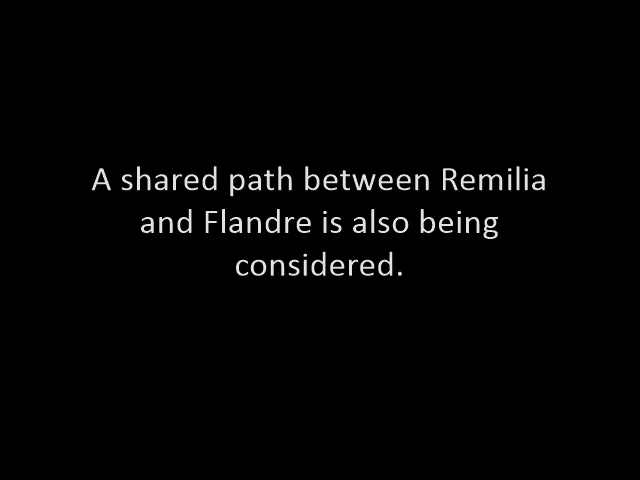 A shared path between Remilia
and Flandre is also being
considered.